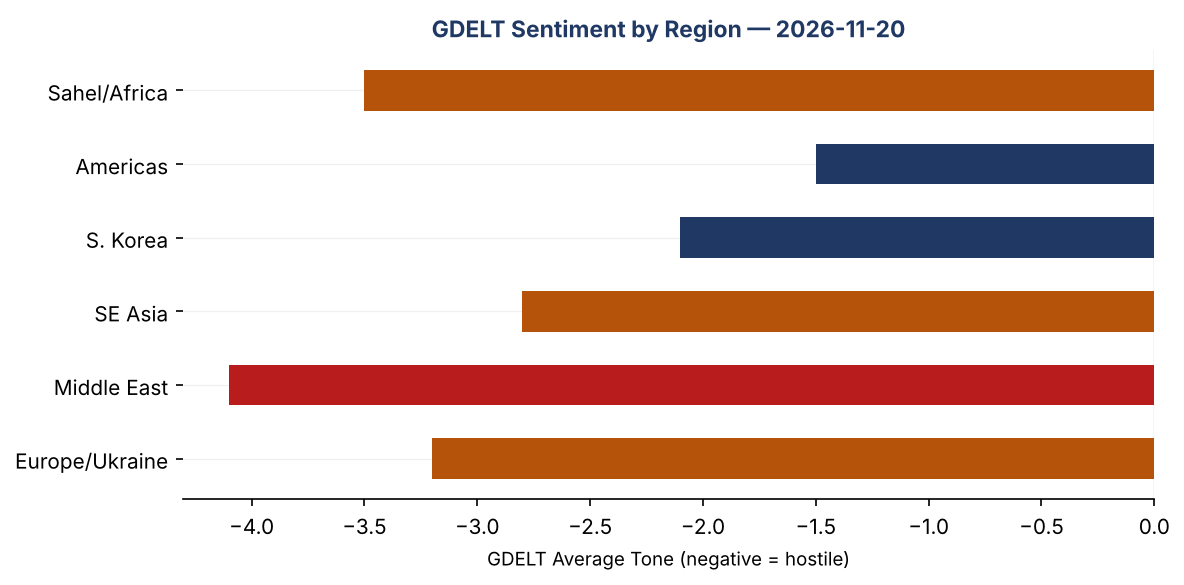 GDELT Sentiment by Region — 2026-11-20
Sahel/Africa
Americas
S. Korea
SE Asia
Middle East
Europe/Ukraine
−4.0 −3.5 −3.0 −2.5 −2.0 −1.5 −1.0 −0.5 0.0
GDELT Average Tone (negative = hostile)